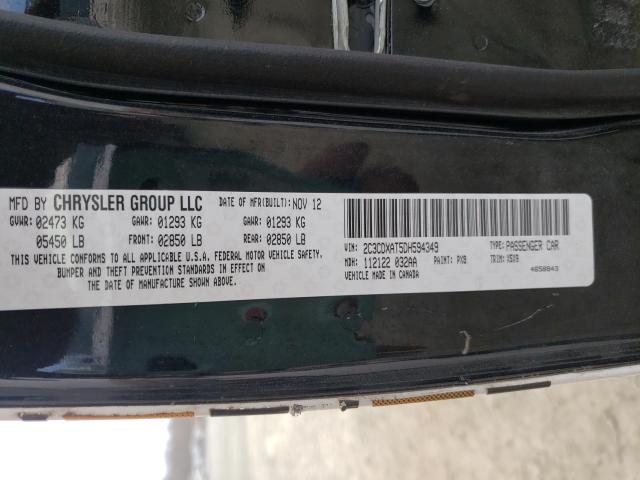 MFD BY CHRYSLER GROUP LLC DATE OF MFR(BUILT): NOV 12
GVWR: 02473 KG GAWR: 01293 KG GAWR: 01293 KG
05450 LB FRONT: 02850 LB REAR: 02850 LB
THIS VEHICLE CONFORMS TO ALL APPLICABLE U.S.A. FEDERAL MOTOR VEHICLE SAFETY,
BUMPER AND THEFT PREVENTION STANDARDS IN EFFECT ON
THE DATE OF MANUFACTURE SHOWN ABOVE.
VIN: 2C3CDXAT5DH594349 TYPE: PASSENGER CAR
MDH: 112122 032AA PAINT: PX8 TRIM: X5X9
VEHICLE MADE IN CANADA 4658843